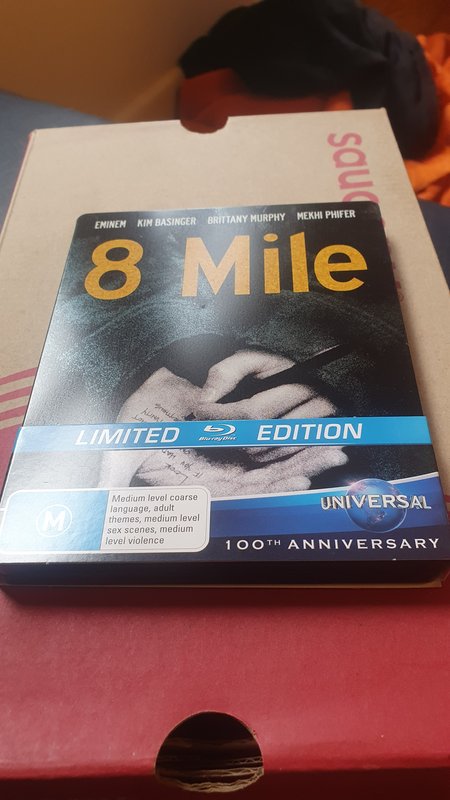 EMINEM KIM BASINGER BRITTANY MURPHY MEKHI PHIFER
8 Mile
LIMITED Blu-ray Disc EDITION
M
Medium level coarse
language, adult
themes, medium level
sex scenes, medium
level violence
UNIVERSAL
100TH ANNIVERSARY